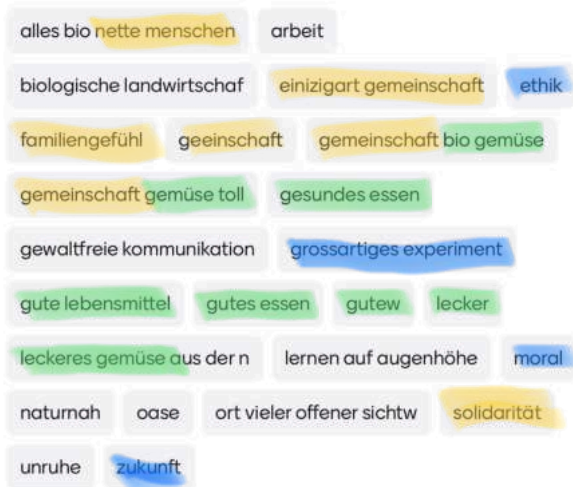 alles bio nette menschen arbeit
biologische landwirtschaf einizigart gemeinschaft ethik
familiengefühl geeinschaft gemeinschaft bio gemüse
gemeinschaft gemüse toll gesundes essen
gewaltfreie kommunikation grossartiges experiment
gute lebensmittel gutes essen gutew lecker
leckeres gemüse aus der n lernen auf augenhöhe moral
naturnah oase ort vieler offener sichtw solidarität
unruhe zukunft